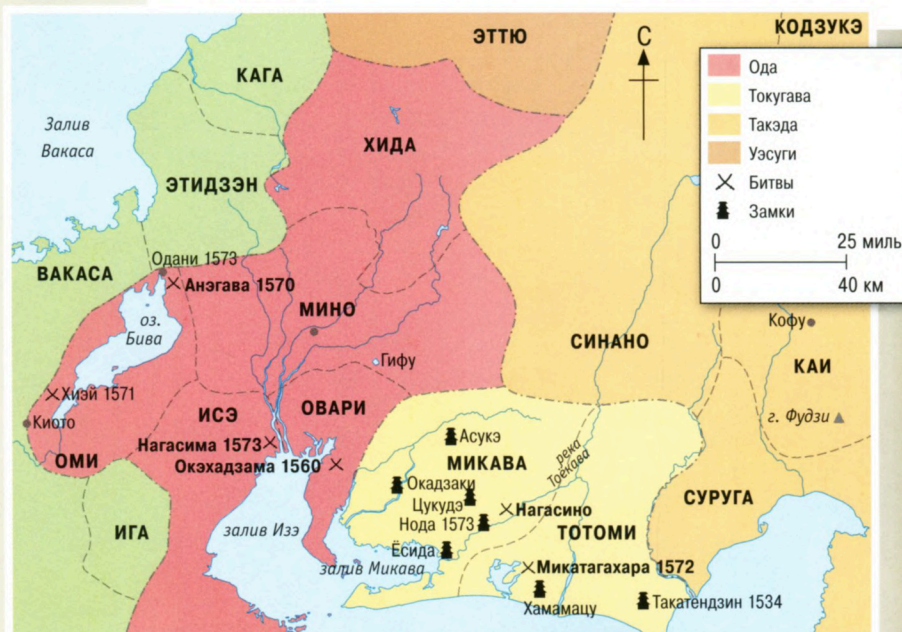 ЭТТЮ
КОДЗУКЭ
КАГА
С
Ода
Токугава
Такэда
Уэсуги
Битвы
Замки
0
25 миль
0
40 км
Залив
Вакаса
ХИДА
ЭТИДЗЭН
Одани 1573
ВАКАСА
Анэгава 1570
оз.
Бива
МИНО
Гифу
СИНАНО
Кофу
КАИ
г. Фудзи
Хиэй 1571
Киото
ОМИ
ИСЭ
ОВАРИ
Нагасима 1573
Окэхадзама 1560
Асукэ
МИКАВА
река
Тоёкава
Окадзаки
Цукудэ
Нода 1573
Нагасино
СУРУГА
ИГА
залив Изэ
Ёсида
ТОТОМИ
залив Микава
Микатагахара 1572
Хамамацу
Такатендзин 1534